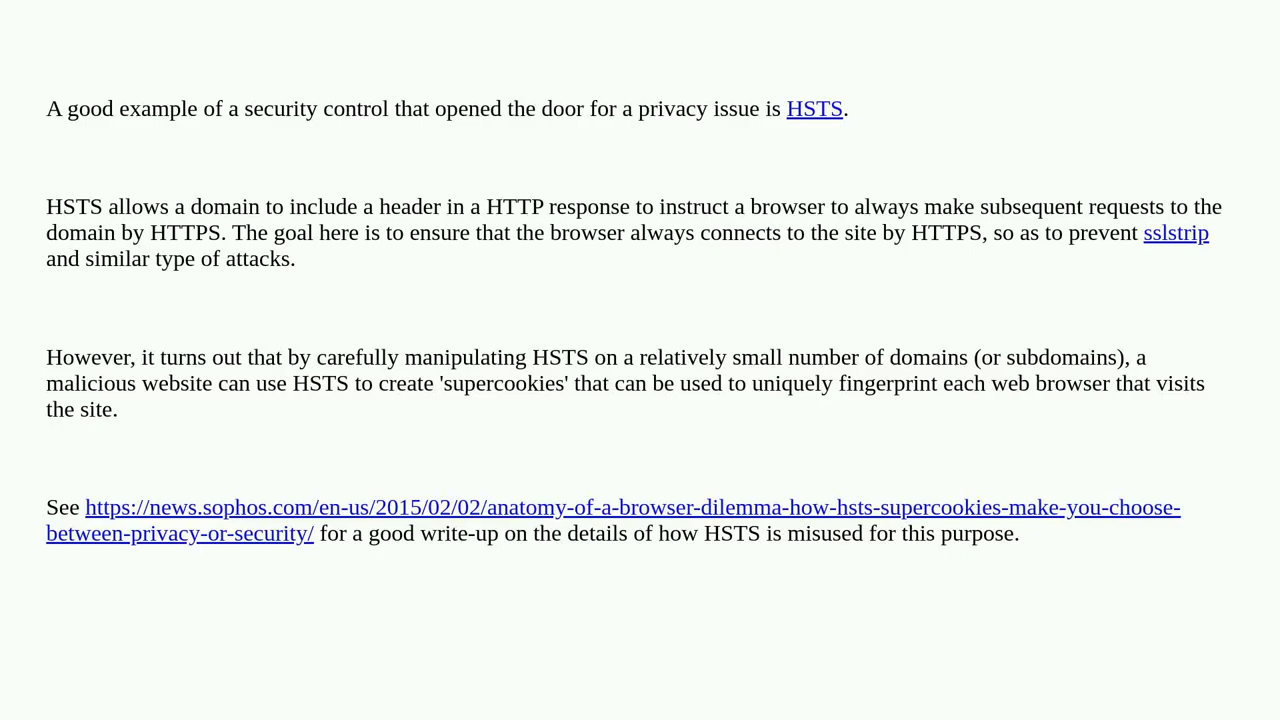 A good example of a security control that opened the door for a privacy issue is HSTS.
HSTS allows a domain to include a header in a HTTP response to instruct a browser to always make subsequent requests to the
domain by HTTPS. The goal here is to ensure that the browser always connects to the site by HTTPS, so as to prevent sslstrip
and similar type of attacks.
However, it turns out that by carefully manipulating HSTS on a relatively small number of domains (or subdomains), a
malicious website can use HSTS to create 'supercookies' that can be used to uniquely fingerprint each web browser that visits
the site.
See https://news.sophos.com/en-us/2015/02/02/anatomy-of-a-browser-dilemma-how-hsts-supercookies-make-you-choose-
between-privacy-or-security/ for a good write-up on the details of how HSTS is misused for this purpose.